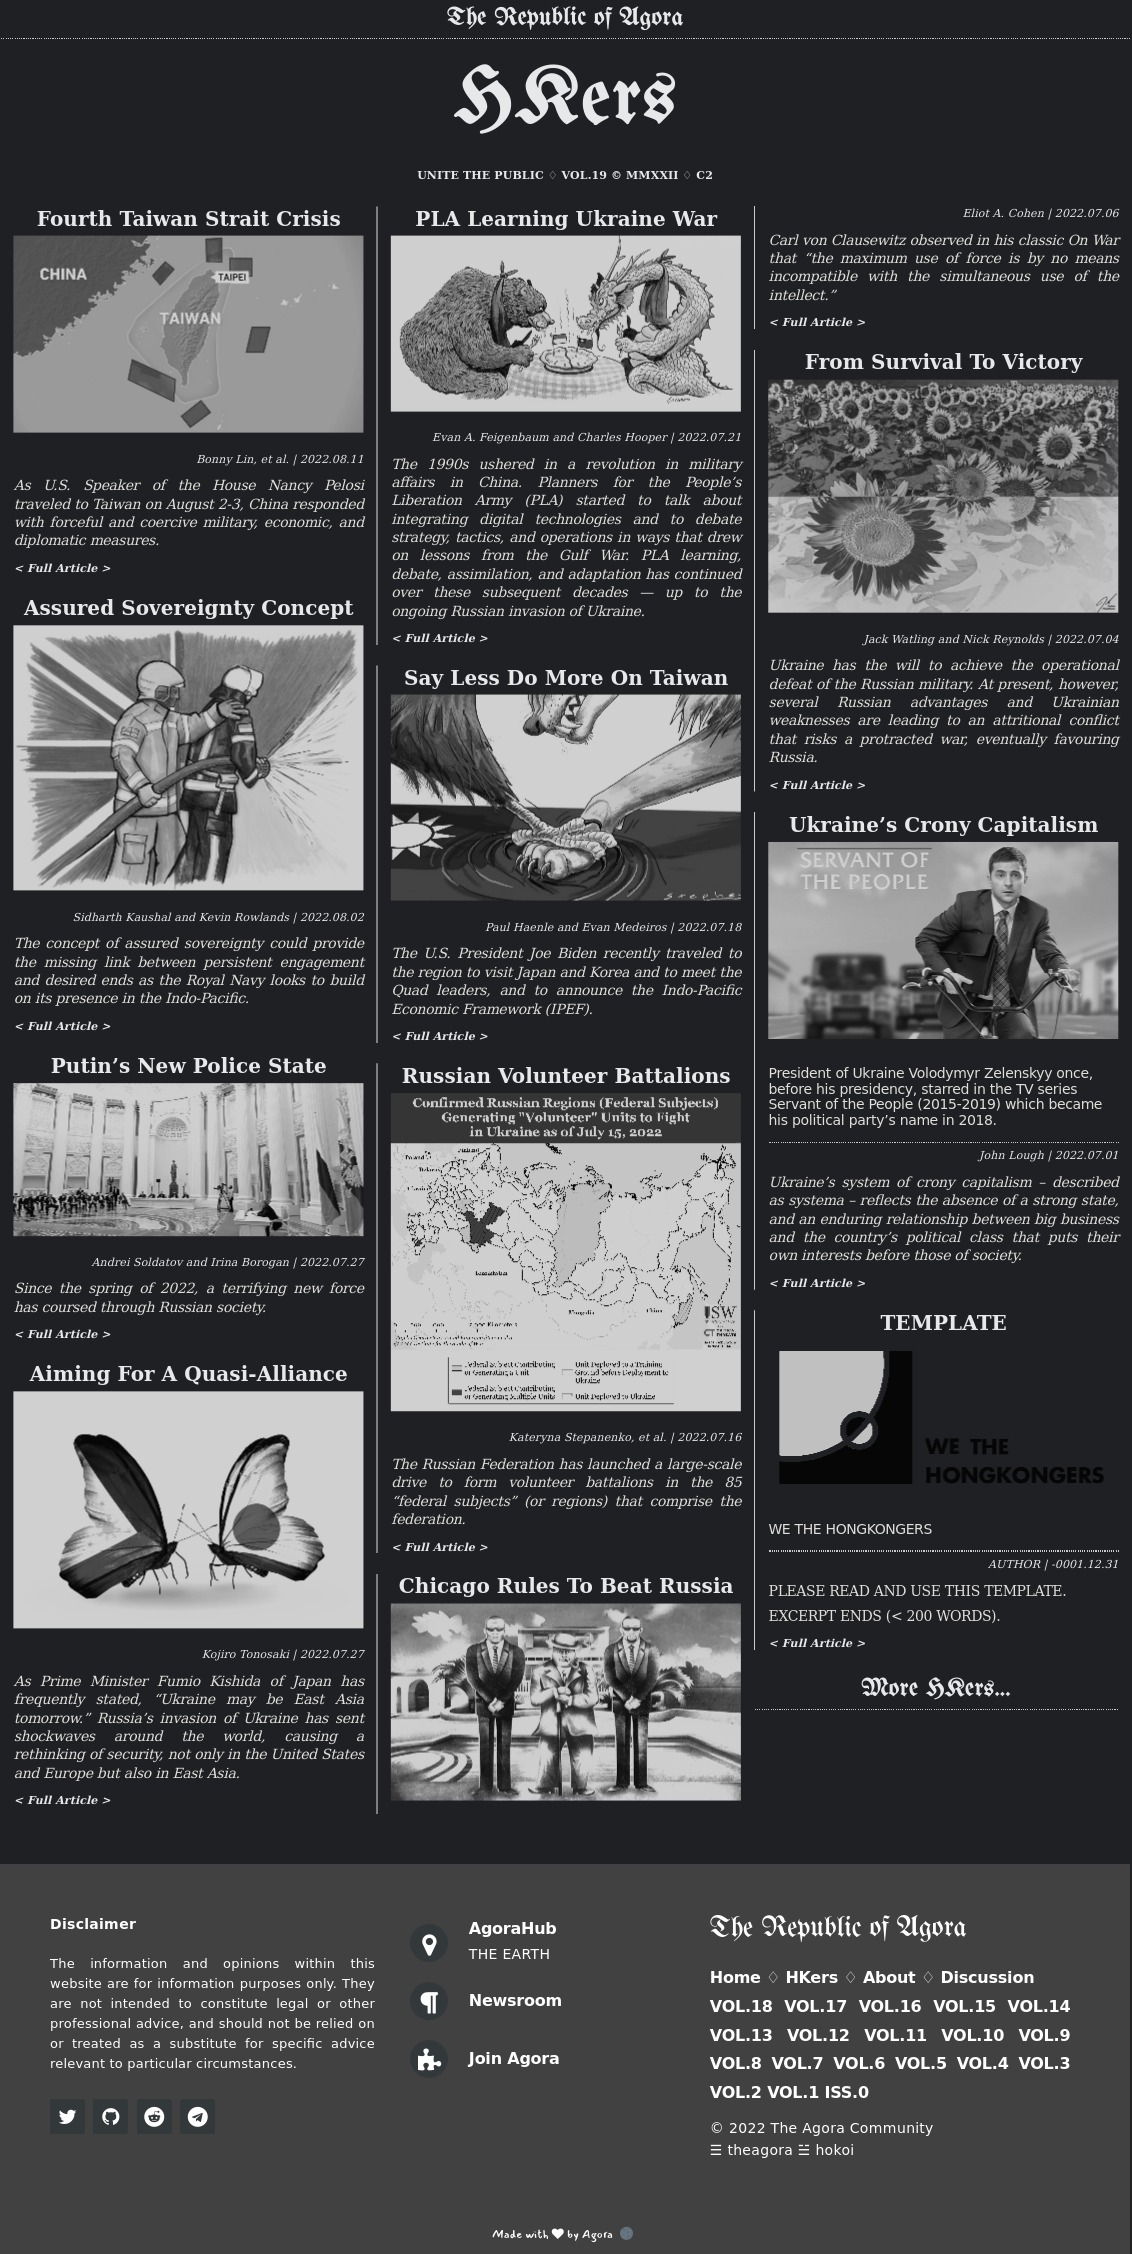 The Republic of Agora
HKers
UNITE THE PUBLIC ♢ VOL.19 © MMXXII ♢ C2
Fourth Taiwan Strait Crisis
CHINA
TAIPEI
TAIWAN
Bonny Lin, et al. | 2022.08.11
As U.S. Speaker of the House Nancy Pelosi
traveled to Taiwan on August 2-3, China responded
with forceful and coercive military, economic, and
diplomatic measures.
< Full Article >
Assured Sovereignty Concept
Sidharth Kaushal and Kevin Rowlands | 2022.08.02
The concept of assured sovereignty could provide
the missing link between persistent engagement
and desired ends as the Royal Navy looks to build
on its presence in the Indo-Pacific.
< Full Article >
Putin’s New Police State
Andrei Soldatov and Irina Borogan | 2022.07.27
Since the spring of 2022, a terrifying new force
has coursed through Russian society.
< Full Article >
Aiming For A Quasi-Alliance
Kojiro Tonosaki | 2022.07.27
As Prime Minister Fumio Kishida of Japan has
frequently stated, “Ukraine may be East Asia
tomorrow.” Russia’s invasion of Ukraine has sent
shockwaves around the world, causing a
rethinking of security, not only in the United States
and Europe but also in East Asia.
< Full Article >
PLA Learning Ukraine War
Evan A. Feigenbaum and Charles Hooper | 2022.07.21
The 1990s ushered in a revolution in military
affairs in China. Planners for the People’s
Liberation Army (PLA) started to talk about
integrating digital technologies and to debate
strategy, tactics, and operations in ways that drew
on lessons from the Gulf War. PLA learning,
debate, assimilation, and adaptation has continued
over these subsequent decades — up to the
ongoing Russian invasion of Ukraine.
< Full Article >
Say Less Do More On Taiwan
Paul Haenle and Evan Medeiros | 2022.07.18
The U.S. President Joe Biden recently traveled to
the region to visit Japan and Korea and to meet the
Quad leaders, and to announce the Indo-Pacific
Economic Framework (IPEF).
< Full Article >
Russian Volunteer Battalions
Confirmed Russian Regions (Federal Subjects)
Generating "Volunteer" Units to Fight
in Ukraine as of July 15, 2022
Kazakhstan
Mongolia
China
ISW
CT
Federal Subject Contributing
or Generating a Unit
Unit Deployed to a Training
Ground before Deployment to
Ukraine
Federal Subject Contributing
or Generating Multiple Units
Unit Deployed to Ukraine
Kateryna Stepanenko, et al. | 2022.07.16
The Russian Federation has launched a large-scale
drive to form volunteer battalions in the 85
“federal subjects” (or regions) that comprise the
federation.
< Full Article >
Chicago Rules To Beat Russia
Eliot A. Cohen | 2022.07.06
Carl von Clausewitz observed in his classic On War
that “the maximum use of force is by no means
incompatible with the simultaneous use of the
intellect.”
< Full Article >
From Survival To Victory
Jack Watling and Nick Reynolds | 2022.07.04
Ukraine has the will to achieve the operational
defeat of the Russian military. At present, however,
several Russian advantages and Ukrainian
weaknesses are leading to an attritional conflict
that risks a protracted war, eventually favouring
Russia.
< Full Article >
Ukraine’s Crony Capitalism
SERVANT OF
THE PEOPLE
President of Ukraine Volodymyr Zelenskyy once,
before his presidency, starred in the TV series
Servant of the People (2015-2019) which became
his political party’s name in 2018.
John Lough | 2022.07.01
Ukraine’s system of crony capitalism – described
as systema – reflects the absence of a strong state,
and an enduring relationship between big business
and the country’s political class that puts their
own interests before those of society.
< Full Article >
TEMPLATE
WE THE
HONGKONGERS
WE THE HONGKONGERS
AUTHOR | -0001.12.31
PLEASE READ AND USE THIS TEMPLATE.
EXCERPT ENDS (< 200 WORDS).
< Full Article >
More HKers...
Disclaimer
The information and opinions within this
website are for information purposes only. They
are not intended to constitute legal or other
professional advice, and should not be relied on
or treated as a substitute for specific advice
relevant to particular circumstances.
AgoraHub
THE EARTH
Newsroom
Join Agora
The Republic of Agora
Home ♢ HKers ♢ About ♢ Discussion
VOL.18 VOL.17 VOL.16 VOL.15 VOL.14
VOL.13 VOL.12 VOL.11 VOL.10 VOL.9
VOL.8 VOL.7 VOL.6 VOL.5 VOL.4 VOL.3
VOL.2 VOL.1 ISS.0
© 2022 The Agora Community
☰ theagora ☱ hokoi
Made with ♥ by Agora